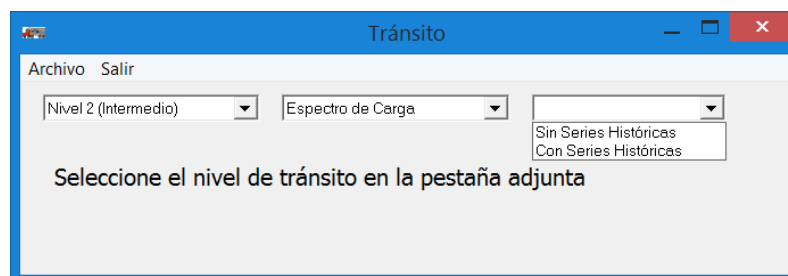 Tránsito
Archivo Salir
Nivel 2 (Intermedio) Espectro de Carga
Sin Series Históricas
Con Series Históricas
Seleccione el nivel de tránsito en la pestaña adjunta